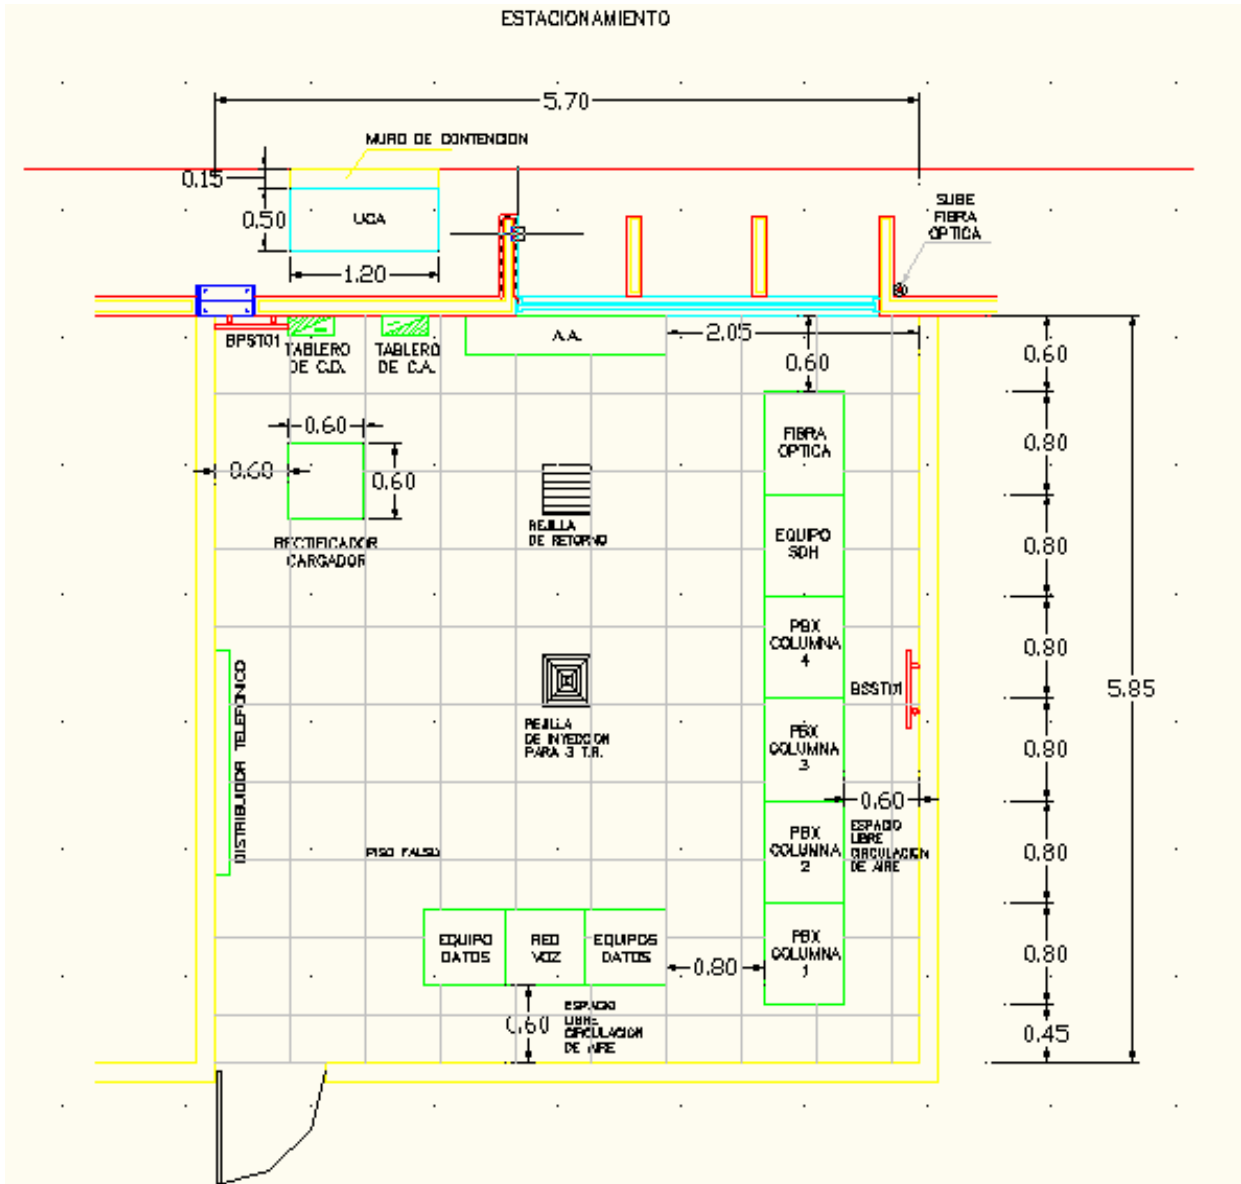 ESTACIONAMIENTO
5.70
MURO DE CONTENCION
0.15
0.50
UCA
1.20
SUBE
FIBRA
OPTICA
BPST01
TABLERO
DE C.D.
TABLERO
DE C.A.
A.A.
2.05
0.60
0.60
0.60
0.60
0.60
RECTIFICADOR
CARGADOR
REJILLA
DE RETORNO
FIBRA
OPTICA
0.80
EQUIPO
SDH
0.80
PBX
COLUMNA
4
0.80
BSST01
5.85
DISTRIBUIDOR TELEFONICO
REJILLA
DE INYECCION
PARA 3 T.R.
PBX
COLUMNA
3
0.80
0.60
ESPACIO
LIBRE
CIRCULACION
DE AIRE
PISO FALSO
PBX
COLUMNA
2
0.80
EQUIPO
DATOS
RED
VOZ
EQUIPOS
DATOS
0.80
PBX
COLUMNA
1
0.80
0.60
ESPACIO
LIBRE
CIRCULACION
DE AIRE
0.45